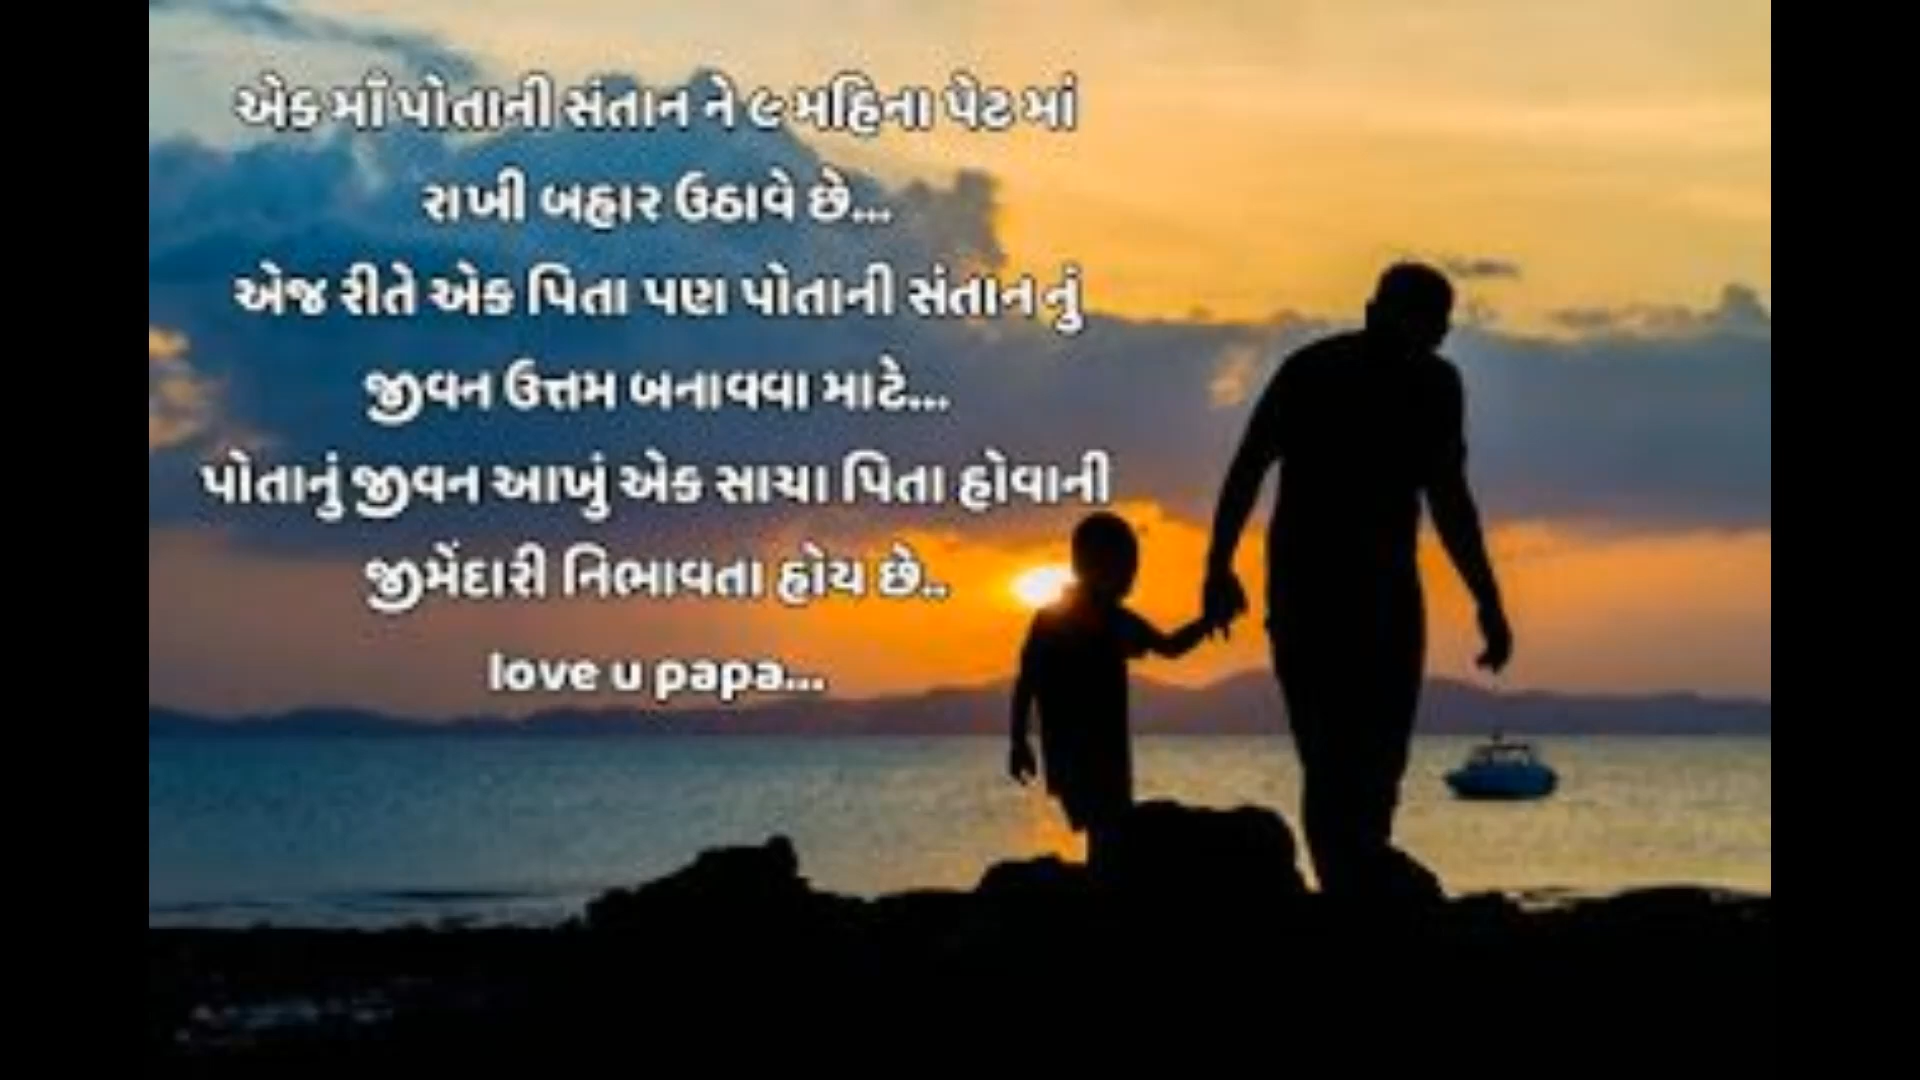 એક માઁ પોતાની સંતાન ને ૯ મહિના પેટ માં
રાખી બહાર ઉઠાવે છે...
એજ રીતે એક પિતા પણ પોતાની સંતાન નું
જીવન ઉત્તમ બનાવવા માટે...
પોતાનું જીવન આખું એક સાચા પિતા હોવાની
જીમેંદારી નિભાવતા હોય છે..
love u papa...